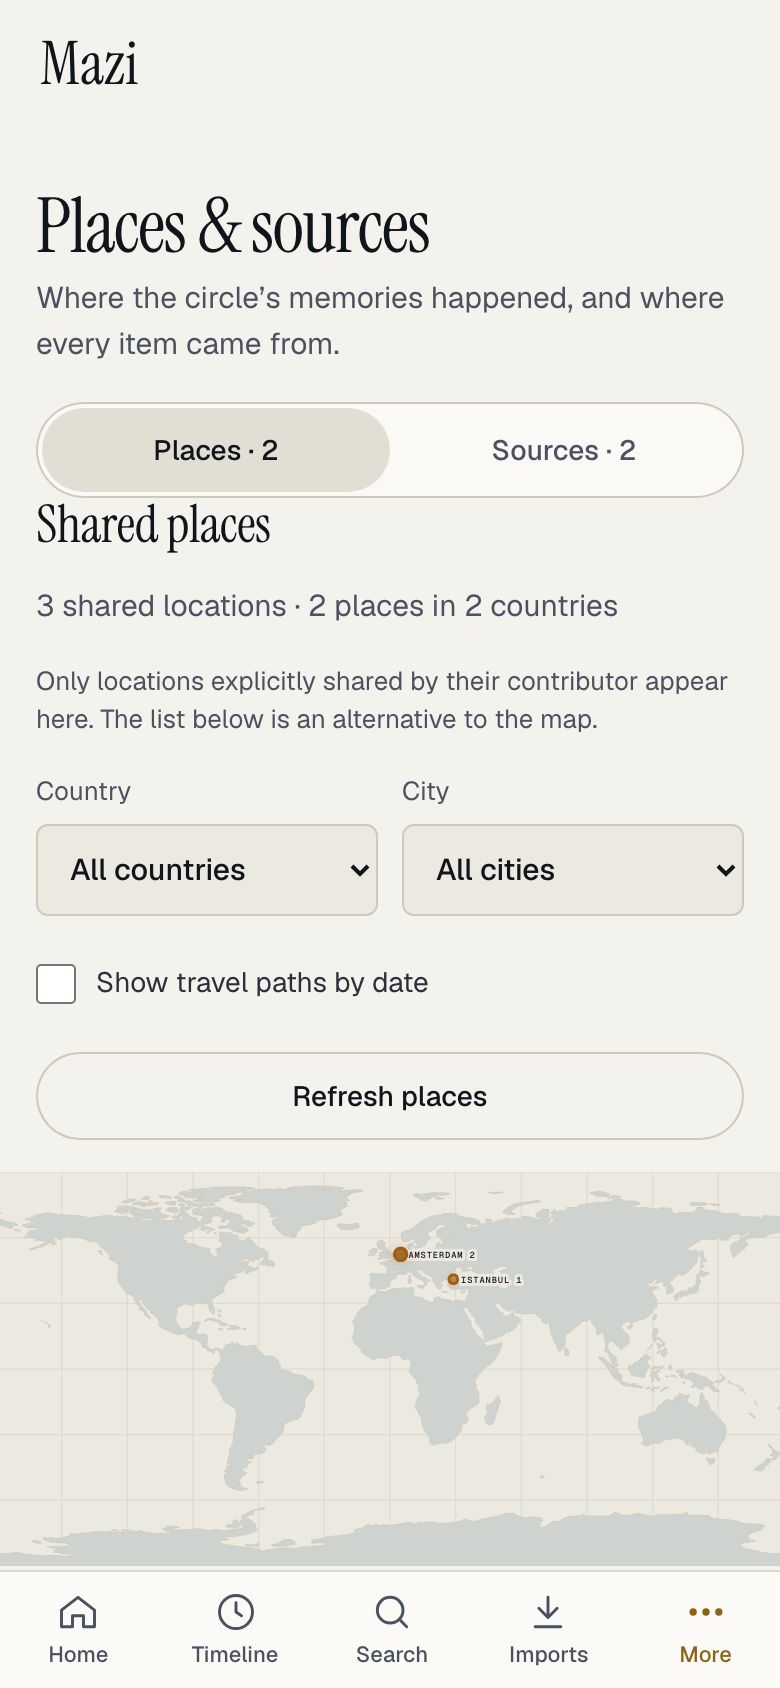 Mazi
Places & sources
Where the circle’s memories happened, and where
every item came from.
Places · 2
Sources · 2
Shared places
3 shared locations · 2 places in 2 countries
Only locations explicitly shared by their contributor appear
here. The list below is an alternative to the map.
Country
City
All countries
All cities
Show travel paths by date
Refresh places
AMSTERDAM 2
ISTANBUL 1
Home
Timeline
Search
Imports
More